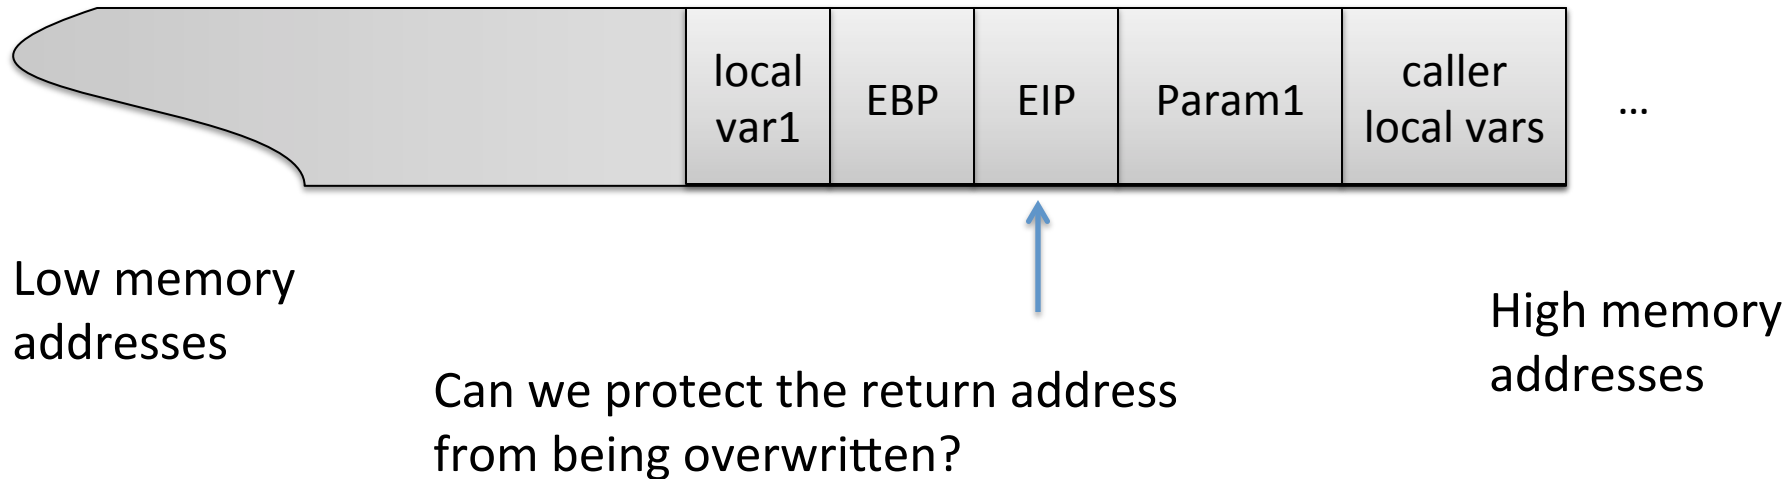 local
var1
EBP
EIP
Param1
caller
local vars
...
Low memory
addresses
High memory
addresses
Can we protect the return address
from being overwritten?